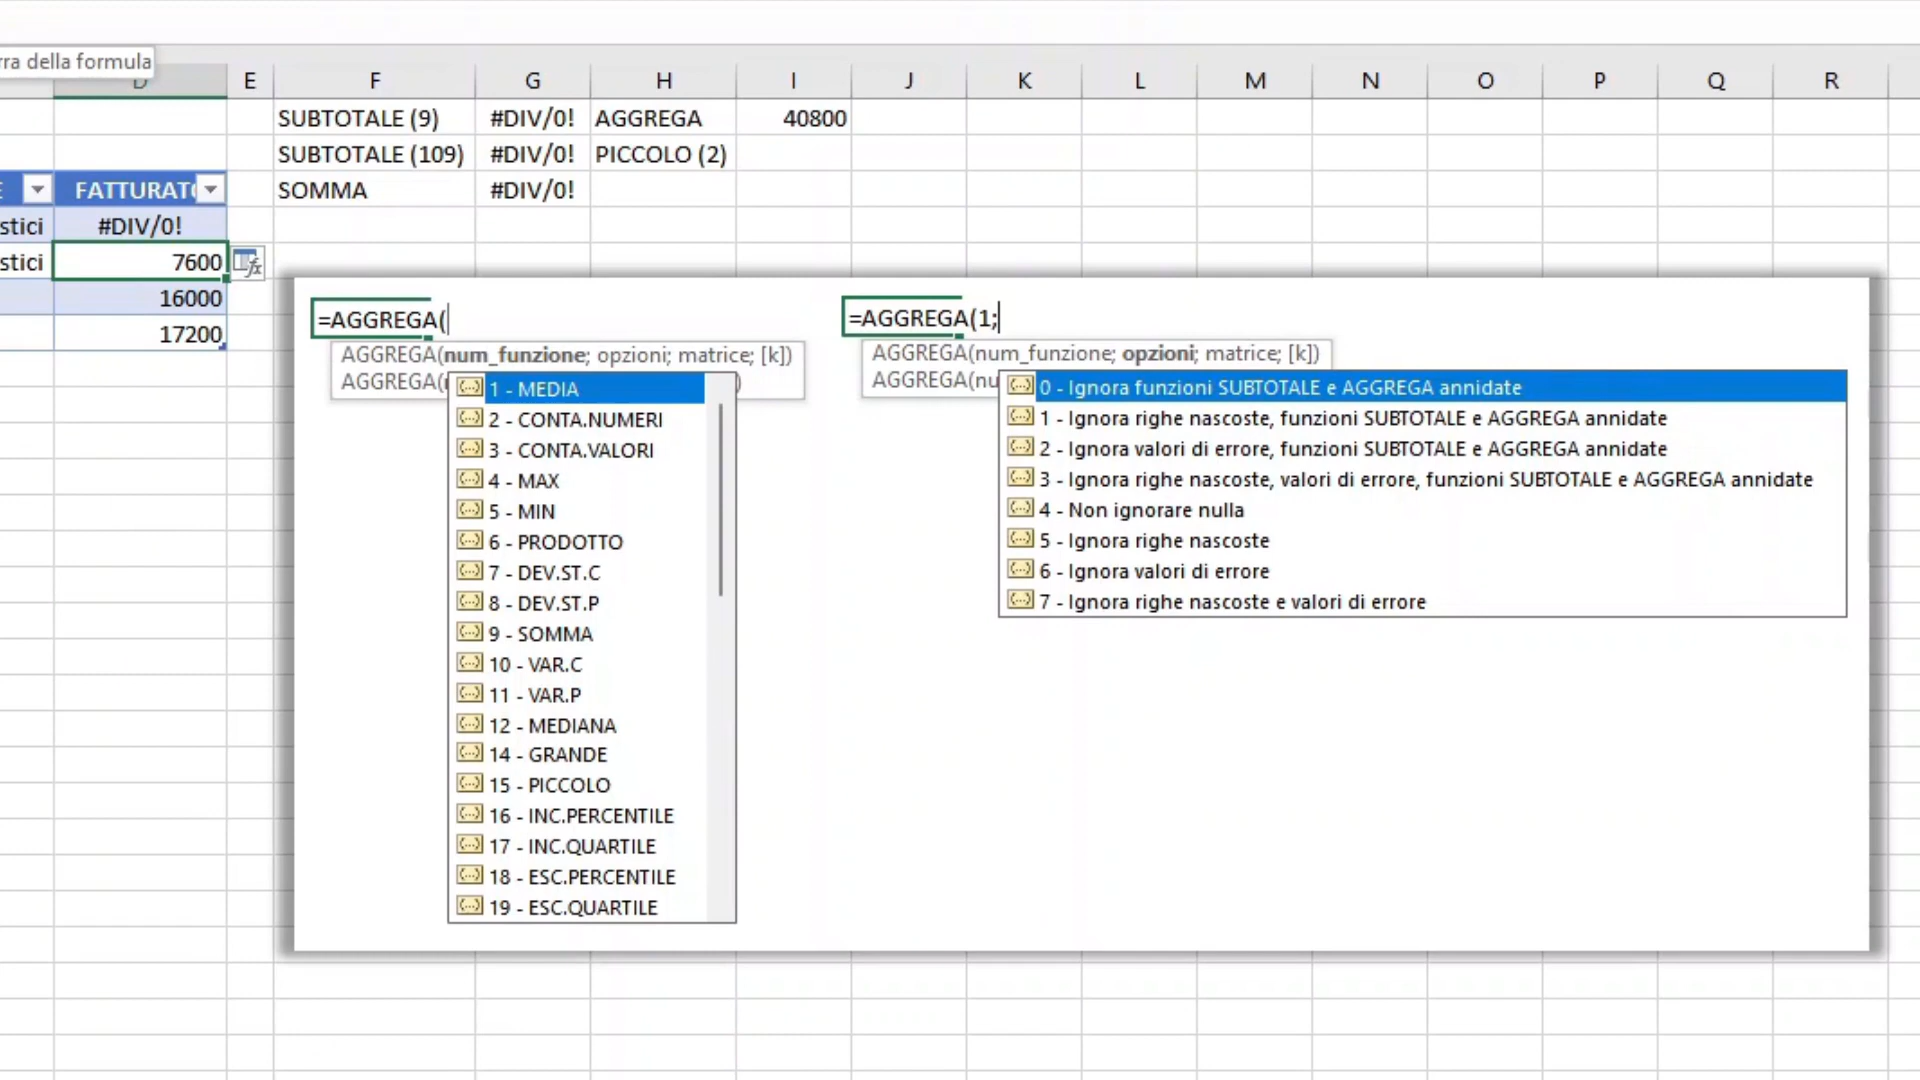 rra della formula
D E F G H I J K L M N O P Q R
SUBTOTALE (9) #DIV/0! AGGREGA 40800
SUBTOTALE (109) #DIV/0! PICCOLO (2)
E FATTURATO SOMMA #DIV/0!
stici #DIV/0!
stici 7600
16000
17200
=AGGREGA(
AGGREGA(num_funzione; opzioni; matrice; [k])
AGGREGA(
1 - MEDIA
2 - CONTA.NUMERI
3 - CONTA.VALORI
4 - MAX
5 - MIN
6 - PRODOTTO
7 - DEV.ST.C
8 - DEV.ST.P
9 - SOMMA
10 - VAR.C
11 - VAR.P
12 - MEDIANA
14 - GRANDE
15 - PICCOLO
16 - INC.PERCENTILE
17 - INC.QUARTILE
18 - ESC.PERCENTILE
19 - ESC.QUARTILE
=AGGREGA(1;
AGGREGA(num_funzione; opzioni; matrice; [k])
AGGREGA(nu
0 - Ignora funzioni SUBTOTALE e AGGREGA annidate
1 - Ignora righe nascoste, funzioni SUBTOTALE e AGGREGA annidate
2 - Ignora valori di errore, funzioni SUBTOTALE e AGGREGA annidate
3 - Ignora righe nascoste, valori di errore, funzioni SUBTOTALE e AGGREGA annidate
4 - Non ignorare nulla
5 - Ignora righe nascoste
6 - Ignora valori di errore
7 - Ignora righe nascoste e valori di errore